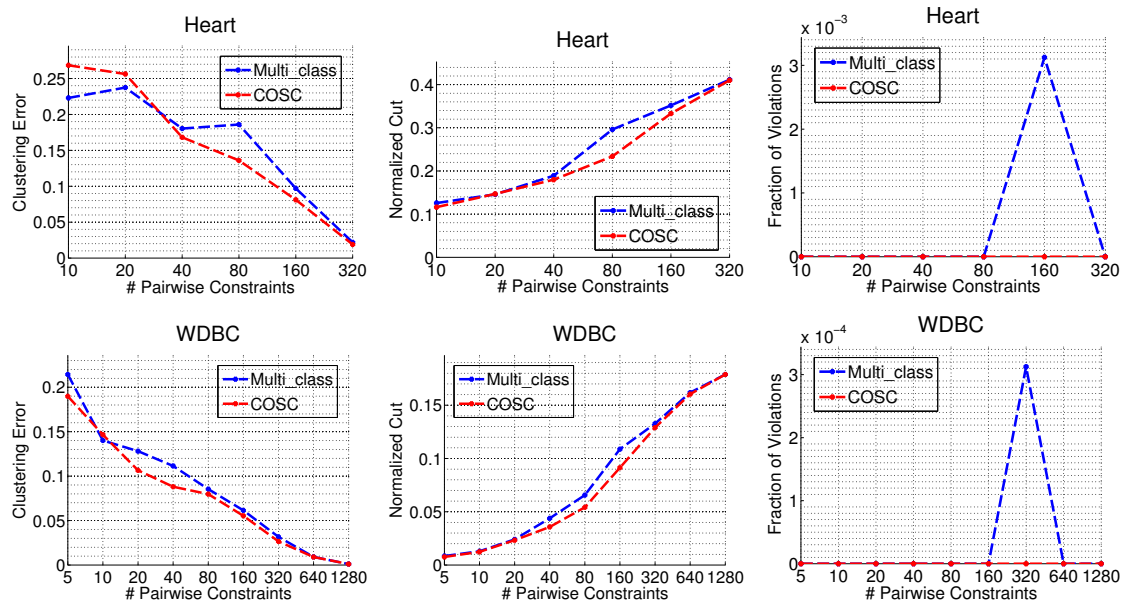 Heart
Clustering Error
0.25
0.2
0.15
0.1
0.05
0
Multi_class
COSC
10 20 40 80 160 320
# Pairwise Constraints
Heart
Normalized Cut
0.4
0.3
0.2
0.1
0
Multi_class
COSC
10 20 40 80 160 320
# Pairwise Constraints
Heart
x 10⁻³
Fraction of Violations
3
2
1
0
Multi_class
COSC
10 20 40 80 160 320
# Pairwise Constraints
WDBC
Clustering Error
0.2
0.15
0.1
0.05
0
Multi_class
COSC
5 10 20 40 80 160 320 640 1280
# Pairwise Constraints
WDBC
Normalized Cut
0.15
0.1
0.05
0
Multi_class
COSC
5 10 20 40 80 160 320 640 1280
# Pairwise Constraints
WDBC
x 10⁻⁴
Fraction of Violations
3
2
1
0
Multi_class
COSC
5 10 20 40 80 160 320 640 1280
# Pairwise Constraints